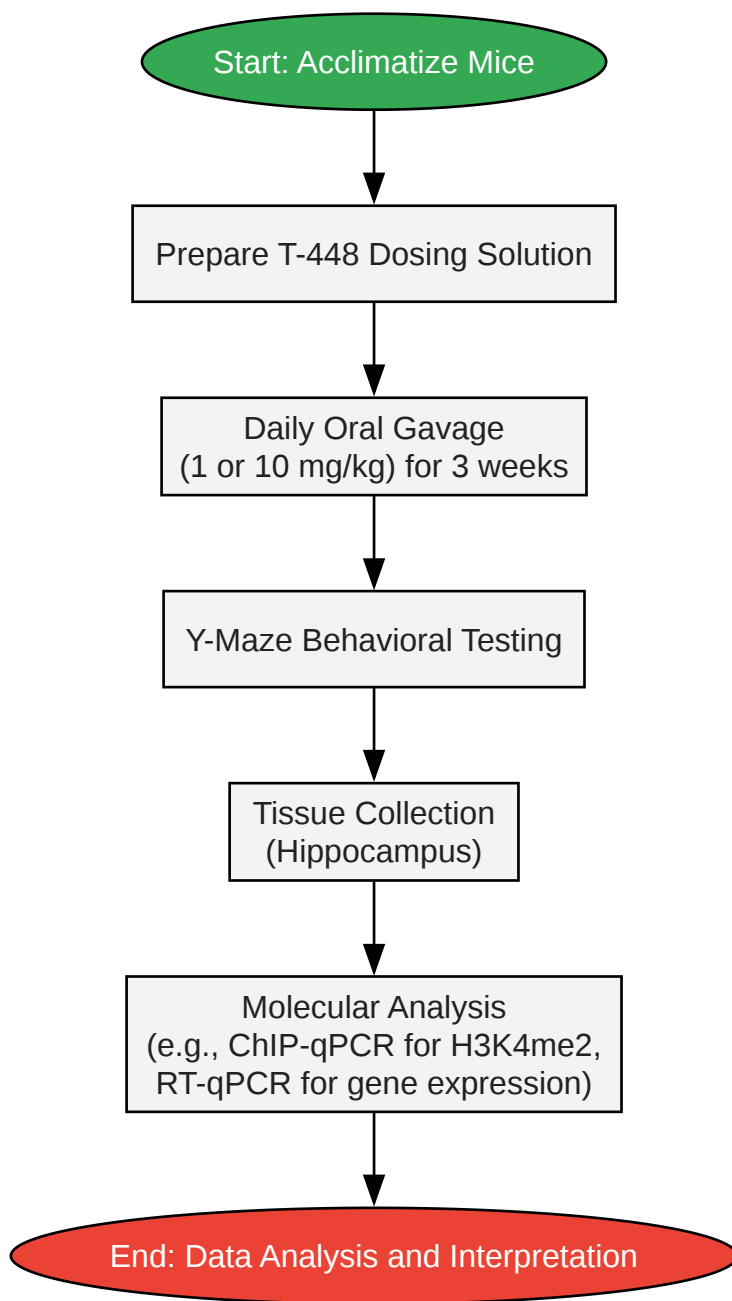 Start: Acclimatize Mice
Prepare T-448 Dosing Solution
Daily Oral Gavage
(1 or 10 mg/kg) for 3 weeks
Y-Maze Behavioral Testing
Tissue Collection
(Hippocampus)
Molecular Analysis
(e.g., ChIP-qPCR for H3K4me2,
RT-qPCR for gene expression)
End: Data Analysis and Interpretation